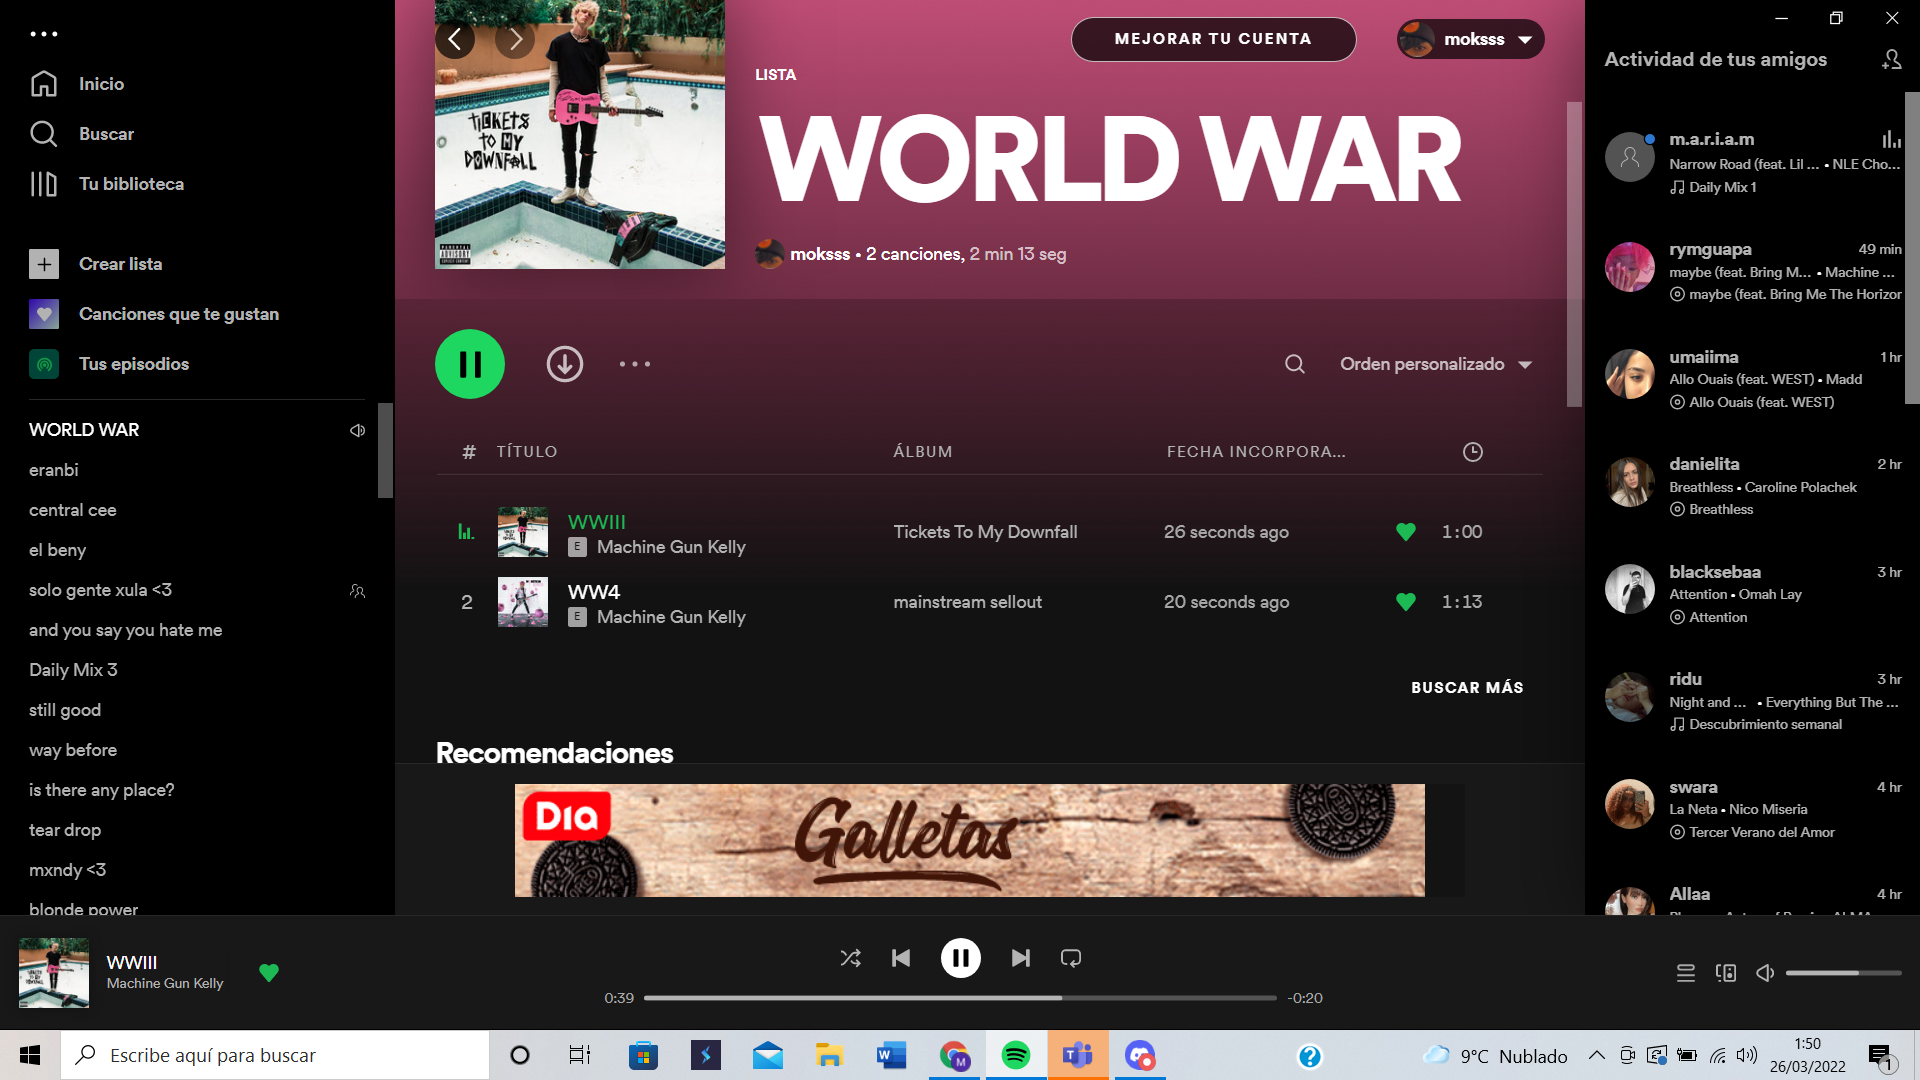 Inicio
Buscar
Tu biblioteca
Crear lista
Canciones que te gustan
Tus episodios
WORLD WAR
eranbi
central cee
el beny
solo gente xula <3
and you say you hate me
Daily Mix 3
still good
way before
is there any place?
tear drop
mxndy <3
blonde power
TICKETS
TO MY
DOWNFALL
PARENTAL
ADVISORY
EXPLICIT CONTENT
MEJORAR TU CUENTA
moksss
LISTA
WORLD WAR
moksss • 2 canciones, 2 min 13 seg
Orden personalizado
# TÍTULO ÁLBUM FECHA INCORPORA...
WWIII
E Machine Gun Kelly
Tickets To My Downfall 26 seconds ago 1:00
2 WW4
E Machine Gun Kelly
mainstream sellout 20 seconds ago 1:13
BUSCAR MÁS
Recomendaciones
Dia
Galletas
Actividad de tus amigos
m.a.r.i.a.m
Narrow Road (feat. Lil ... • NLE Cho...
Daily Mix 1
rymguapa 49 min
maybe (feat. Bring M... • Machine ...
maybe (feat. Bring Me The Horizon
umaiima 1 hr
Allo Ouais (feat. WEST) • Madd
Allo Ouais (feat. WEST)
danielita 2 hr
Breathless • Caroline Polachek
Breathless
blacksebaa 3 hr
Attention • Omah Lay
Attention
ridu 3 hr
Night and ... • Everything But The ...
Descubrimiento semanal
swara 4 hr
La Neta • Nico Miseria
Tercer Verano del Amor
Allaa 4 hr
WWIII
Machine Gun Kelly
0:39 -0:20
Escribe aquí para buscar
9°C Nublado
1:50
26/03/2022
1